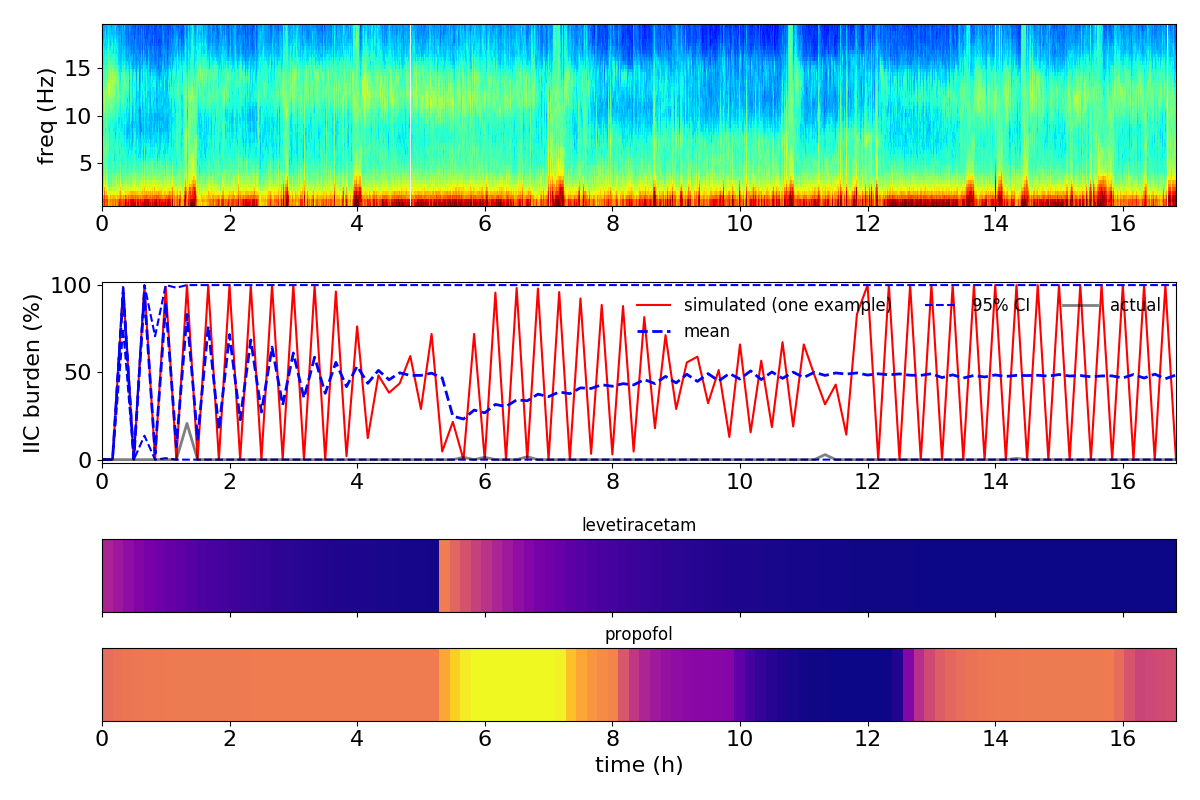 freq (Hz)
15
10
5
0 2 4 6 8 10 12 14 16
IIC burden (%)
100
50
0
simulated (one example) 95% CI actual
mean
0 2 4 6 8 10 12 14 16
levetiracetam
propofol
0 2 4 6 8 10 12 14 16
time (h)